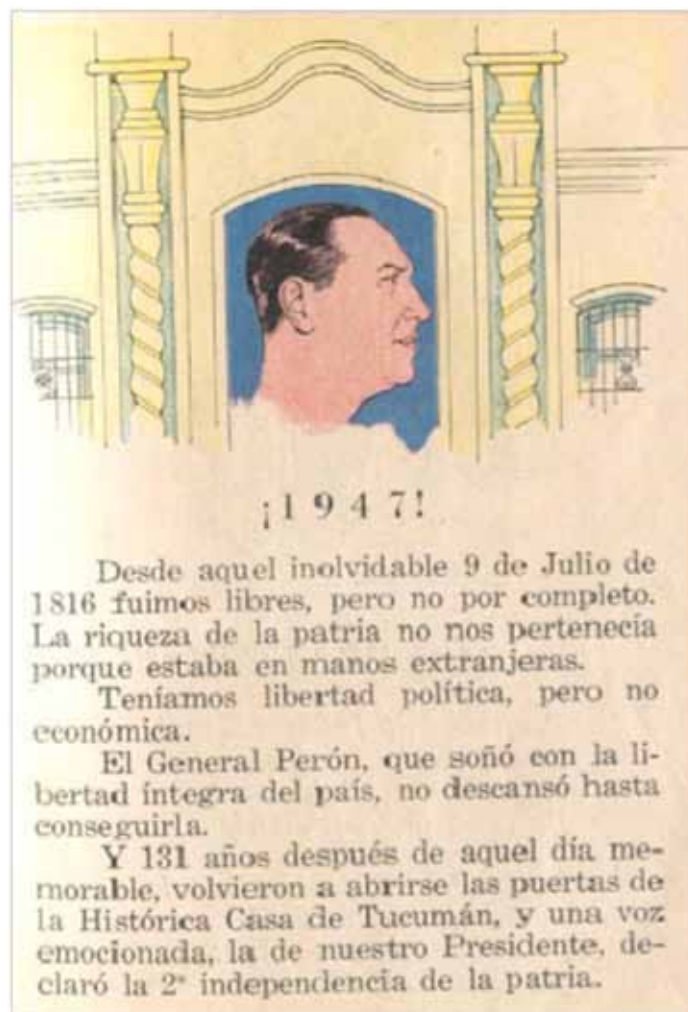 ¡1947!
Desde aquel inolvidable 9 de Julio de
1816 fuimos libres, pero no por completo.
La riqueza de la patria no nos pertenecía
porque estaba en manos extranjeras.
Teníamos libertad política, pero no
económica.
El General Perón, que soñó con la li-
bertad íntegra del país, no descansó hasta
conseguirla.
Y 131 años después de aquel día me-
morable, volvieron a abrirse las puertas de
la Histórica Casa de Tucumán, y una voz
emocionada, la de nuestro Presidente, de-
claró la 2ª independencia de la patria.